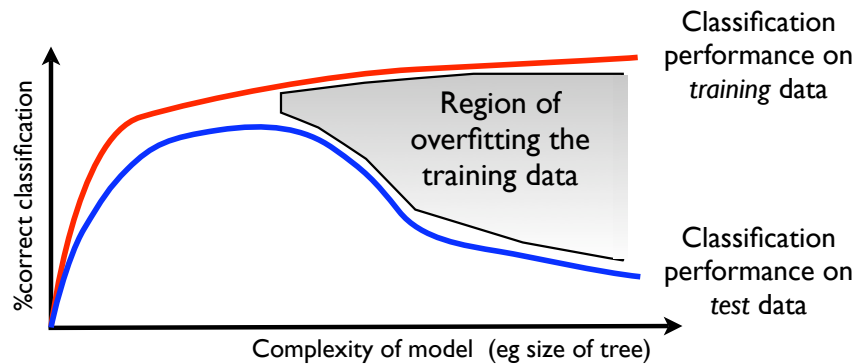 Classification
performance on
training data
Region of
overfitting the
training data
%correct classification
Classification
performance on
test data
Complexity of model (eg size of tree)